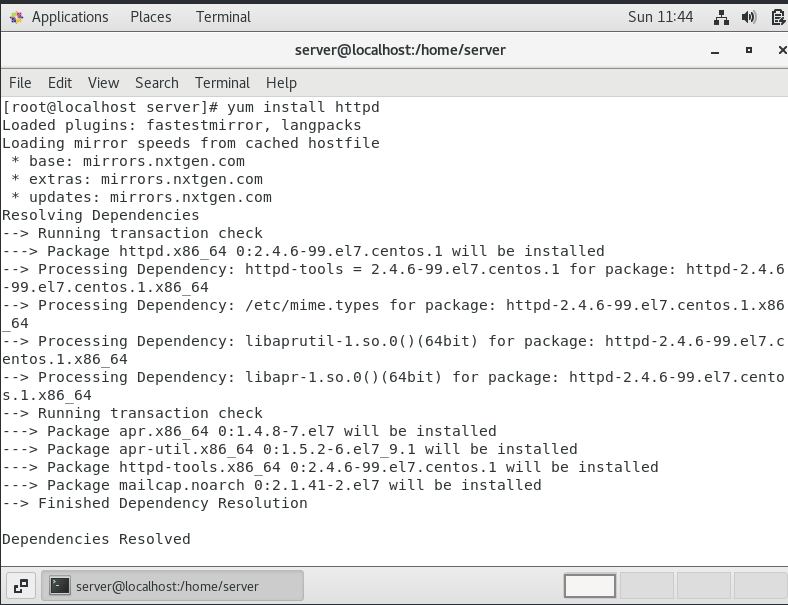 Applications Places Terminal Sun 11:44
server@localhost:/home/server
File Edit View Search Terminal Help
[root@localhost server]# yum install httpd
Loaded plugins: fastestmirror, langpacks
Loading mirror speeds from cached hostfile
 * base: mirrors.nxtgen.com
 * extras: mirrors.nxtgen.com
 * updates: mirrors.nxtgen.com
Resolving Dependencies
--> Running transaction check
---> Package httpd.x86_64 0:2.4.6-99.el7.centos.1 will be installed
--> Processing Dependency: httpd-tools = 2.4.6-99.el7.centos.1 for package: httpd-2.4.6
-99.el7.centos.1.x86_64
--> Processing Dependency: /etc/mime.types for package: httpd-2.4.6-99.el7.centos.1.x86
_64
--> Processing Dependency: libaprutil-1.so.0()(64bit) for package: httpd-2.4.6-99.el7.c
entos.1.x86_64
--> Processing Dependency: libapr-1.so.0()(64bit) for package: httpd-2.4.6-99.el7.cento
s.1.x86_64
--> Running transaction check
---> Package apr.x86_64 0:1.4.8-7.el7 will be installed
---> Package apr-util.x86_64 0:1.5.2-6.el7_9.1 will be installed
---> Package httpd-tools.x86_64 0:2.4.6-99.el7.centos.1 will be installed
---> Package mailcap.noarch 0:2.1.41-2.el7 will be installed
--> Finished Dependency Resolution

Dependencies Resolved
server@localhost:/home/server